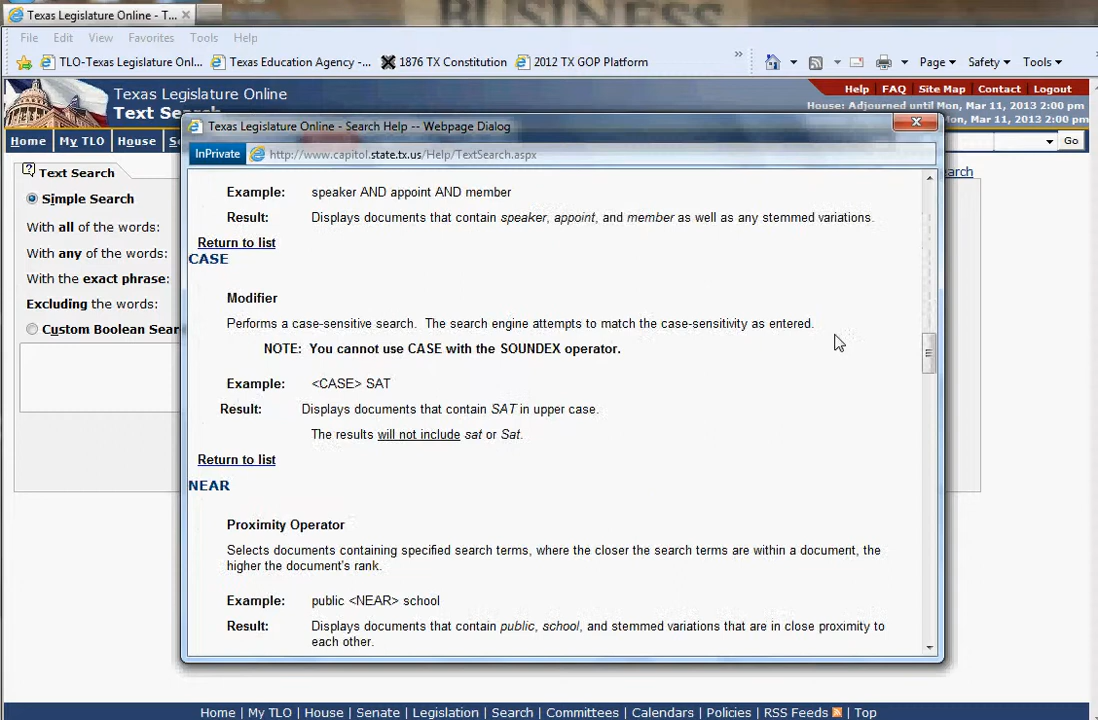 BUSINESS
Texas Legislature Online - T...
File Edit View Favorites Tools Help
TLO-Texas Legislature Onl... Texas Education Agency -... 1876 TX Constitution 2012 TX GOP Platform » Page Safety Tools »
Texas Legislature Online
Text Sear
Help FAQ Site Map Contact Logout
House: Adjourned until Mon, Mar 11, 2013 2:00 pm
Mon, Mar 11, 2013 2:00 pm
Home My TLO House S
Go
Texas Legislature Online - Search Help -- Webpage Dialog
InPrivate http://www.capitol.state.tx.us/Help/TextSearch.aspx
Text Search
earch
Simple Search
With all of the words:
With any of the words:
With the exact phrase:
Excluding the words:
Custom Boolean Sear
Example: speaker AND appoint AND member
Result: Displays documents that contain speaker, appoint, and member as well as any stemmed variations.
Return to list
CASE
Modifier
Performs a case-sensitive search. The search engine attempts to match the case-sensitivity as entered.
NOTE: You cannot use CASE with the SOUNDEX operator.
Example: <CASE> SAT
Result: Displays documents that contain SAT in upper case.
The results will not include sat or Sat.
Return to list
NEAR
Proximity Operator
Selects documents containing specified search terms, where the closer the search terms are within a document, the
higher the document's rank.
Example: public <NEAR> school
Result: Displays documents that contain public, school, and stemmed variations that are in close proximity to
each other.
Home | My TLO | House | Senate | Legislation | Search | Committees | Calendars | Policies | RSS Feeds | Top